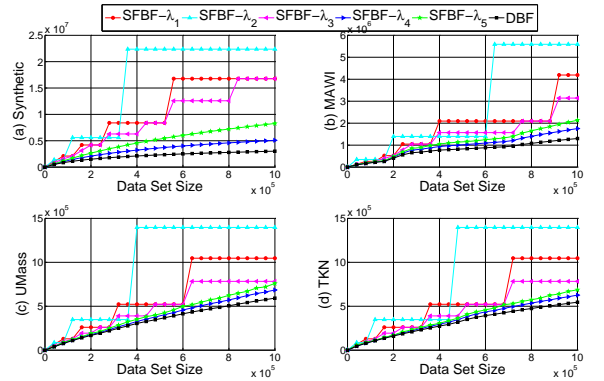 SFBF-λ1 SFBF-λ2 SFBF-λ3 SFBF-λ4 SFBF-λ5 DBF
x 10^7
2.5
2
1.5
1
0.5
0
0 2 4 6 8 10
x 10^5
Data Set Size
(a) Synthetic
x 10^6
6
5
4
3
2
1
0
0 2 4 6 8 10
x 10^5
Data Set Size
(b) MAWI
x 10^5
15
10
5
0
0 2 4 6 8 10
x 10^5
Data Set Size
(c) UMass
x 10^5
15
10
5
0
0 2 4 6 8 10
x 10^5
Data Set Size
(d) TKN